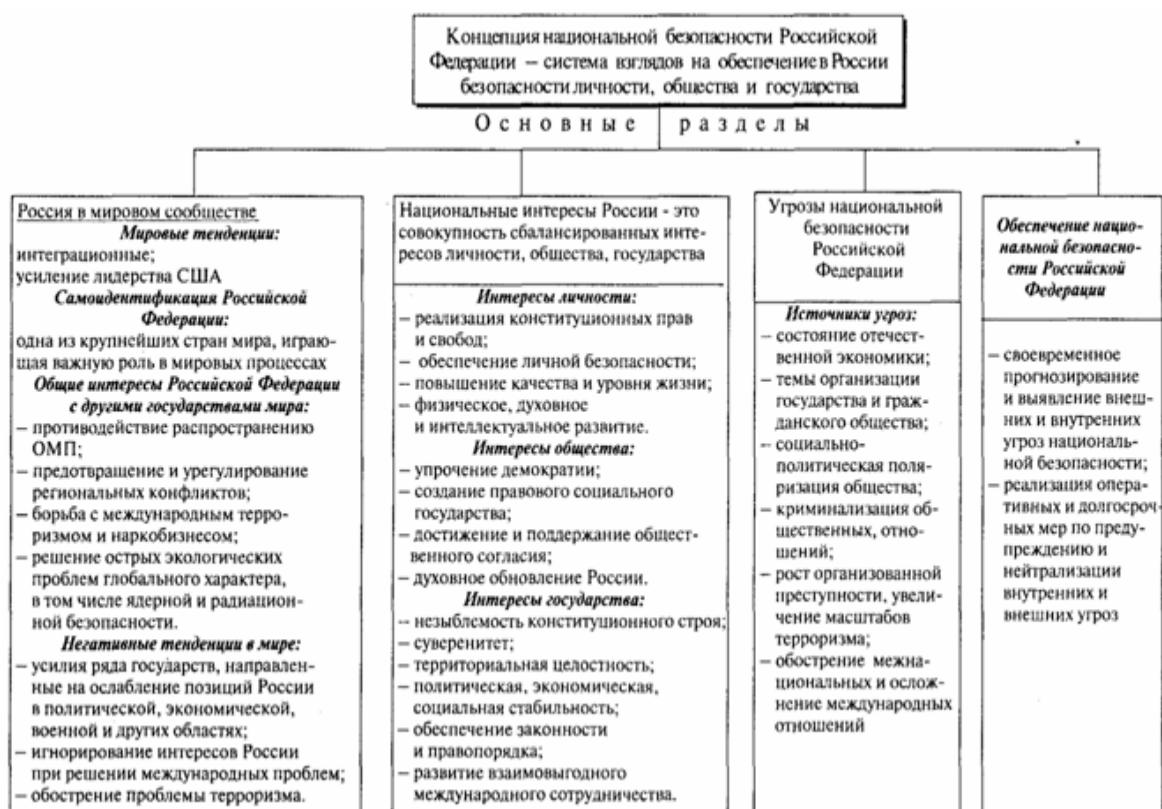 Концепция национальной безопасности Российской
Федерации – система взглядов на обеспечение в России
безопасности личности, общества и государства
Основные разделы
Россия в мировом сообществе
Мировые тенденции:
интеграционные;
усиление лидерства США
Самоидентификация Российской
Федерации:
одна из крупнейших стран мира, играю-
щая важную роль в мировых процессах
Общие интересы Российской Федерации
с другими государствами мира:
– противодействие распространению
ОМП;
– предотвращение и урегулирование
региональных конфликтов;
– борьба с международным терро-
ризмом и наркобизнесом;
– решение острых экологических
проблем глобального характера,
в том числе ядерной и радиацион-
ной безопасности.
Негативные тенденции в мире:
– усилия ряда государств, направлен-
ные на ослабление позиций России
в политической, экономической,
военной и других областях;
– игнорирование интересов России
при решении международных проблем;
– обострение проблемы терроризма.
Национальные интересы России - это
совокупность сбалансированных инте-
ресов личности, общества, государства
Интересы личности:
– реализация конституционных прав
и свобод;
– обеспечение личной безопасности;
– повышение качества и уровня жизни;
– физическое, духовное
и интеллектуальное развитие.
Интересы общества:
– упрочение демократии;
– создание правового социального
государства;
– достижение и поддержание общест-
венного согласия;
– духовное обновление России.
Интересы государства:
– незыблемость конституционного строя;
– суверенитет;
– территориальная целостность;
– политическая, экономическая,
социальная стабильность;
– обеспечение законности
и правопорядка;
– развитие взаимовыгодного
международного сотрудничества.
Угрозы национальной
безопасности
Российской
Федерации
Источники угроз:
– состояние отечест-
венной экономики;
– темы организации
государства и граж-
данского общества;
– социально-
политическая поля-
ризация общества;
– криминализация об-
щественных, отно-
шений;
– рост организованной
преступности, увели-
чение масштабов
терроризма;
– обострение межна-
циональных и ослож-
нение международных
отношений
Обеспечение нацио-
нальной безопасно-
сти Российской
Федерации
– своевременное
прогнозирование
и выявление внеш-
них и внутренних
угроз националь-
ной безопасности;
– реализация опера-
тивных и долгосроч-
ных мер по преду-
преждению и
нейтрализации
внутренних и
внешних угроз